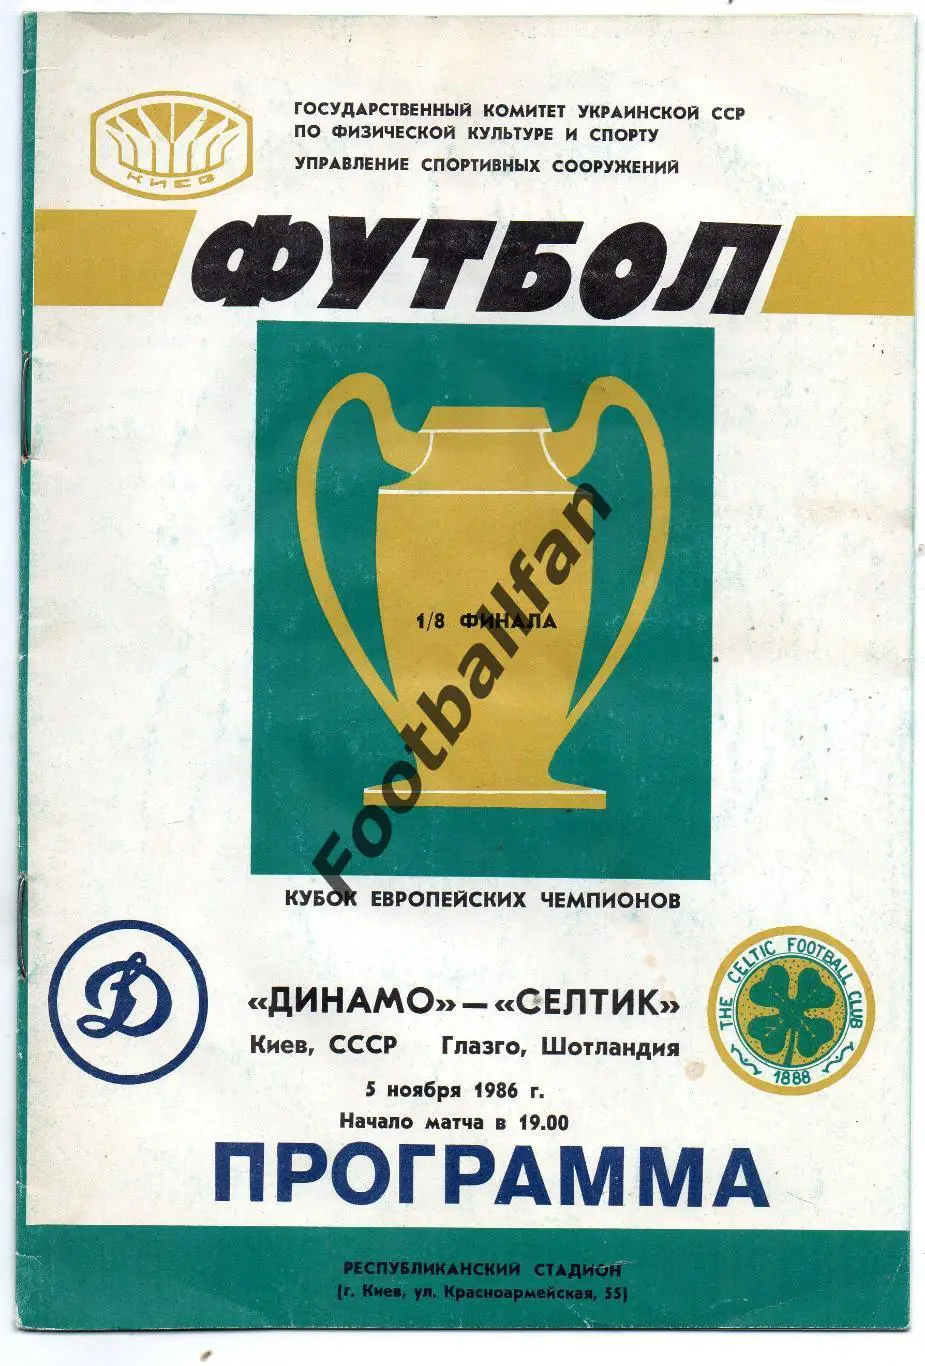 КИЕВ
ГОСУДАРСТВЕННЫЙ КОМИТЕТ УКРАИНСКОЙ ССР
ПО ФИЗИЧЕСКОЙ КУЛЬТУРЕ И СПОРТУ
УПРАВЛЕНИЕ СПОРТИВНЫХ СООРУЖЕНИЙ
ФУТБОЛ
1/8 ФИНАЛА
Footballfan
КУБОК ЕВРОПЕЙСКИХ ЧЕМПИОНОВ
Д
THE CELTIC FOOTBALL CLUB
1888
«ДИНАМО» — «СЕЛТИК»
Киев, СССР Глазго, Шотландия
5 ноября 1986 г.
Начало матча в 19.00
ПРОГРАММА
РЕСПУБЛИКАНСКИЙ СТАДИОН
(г. Киев, ул. Красноармейская, 55)